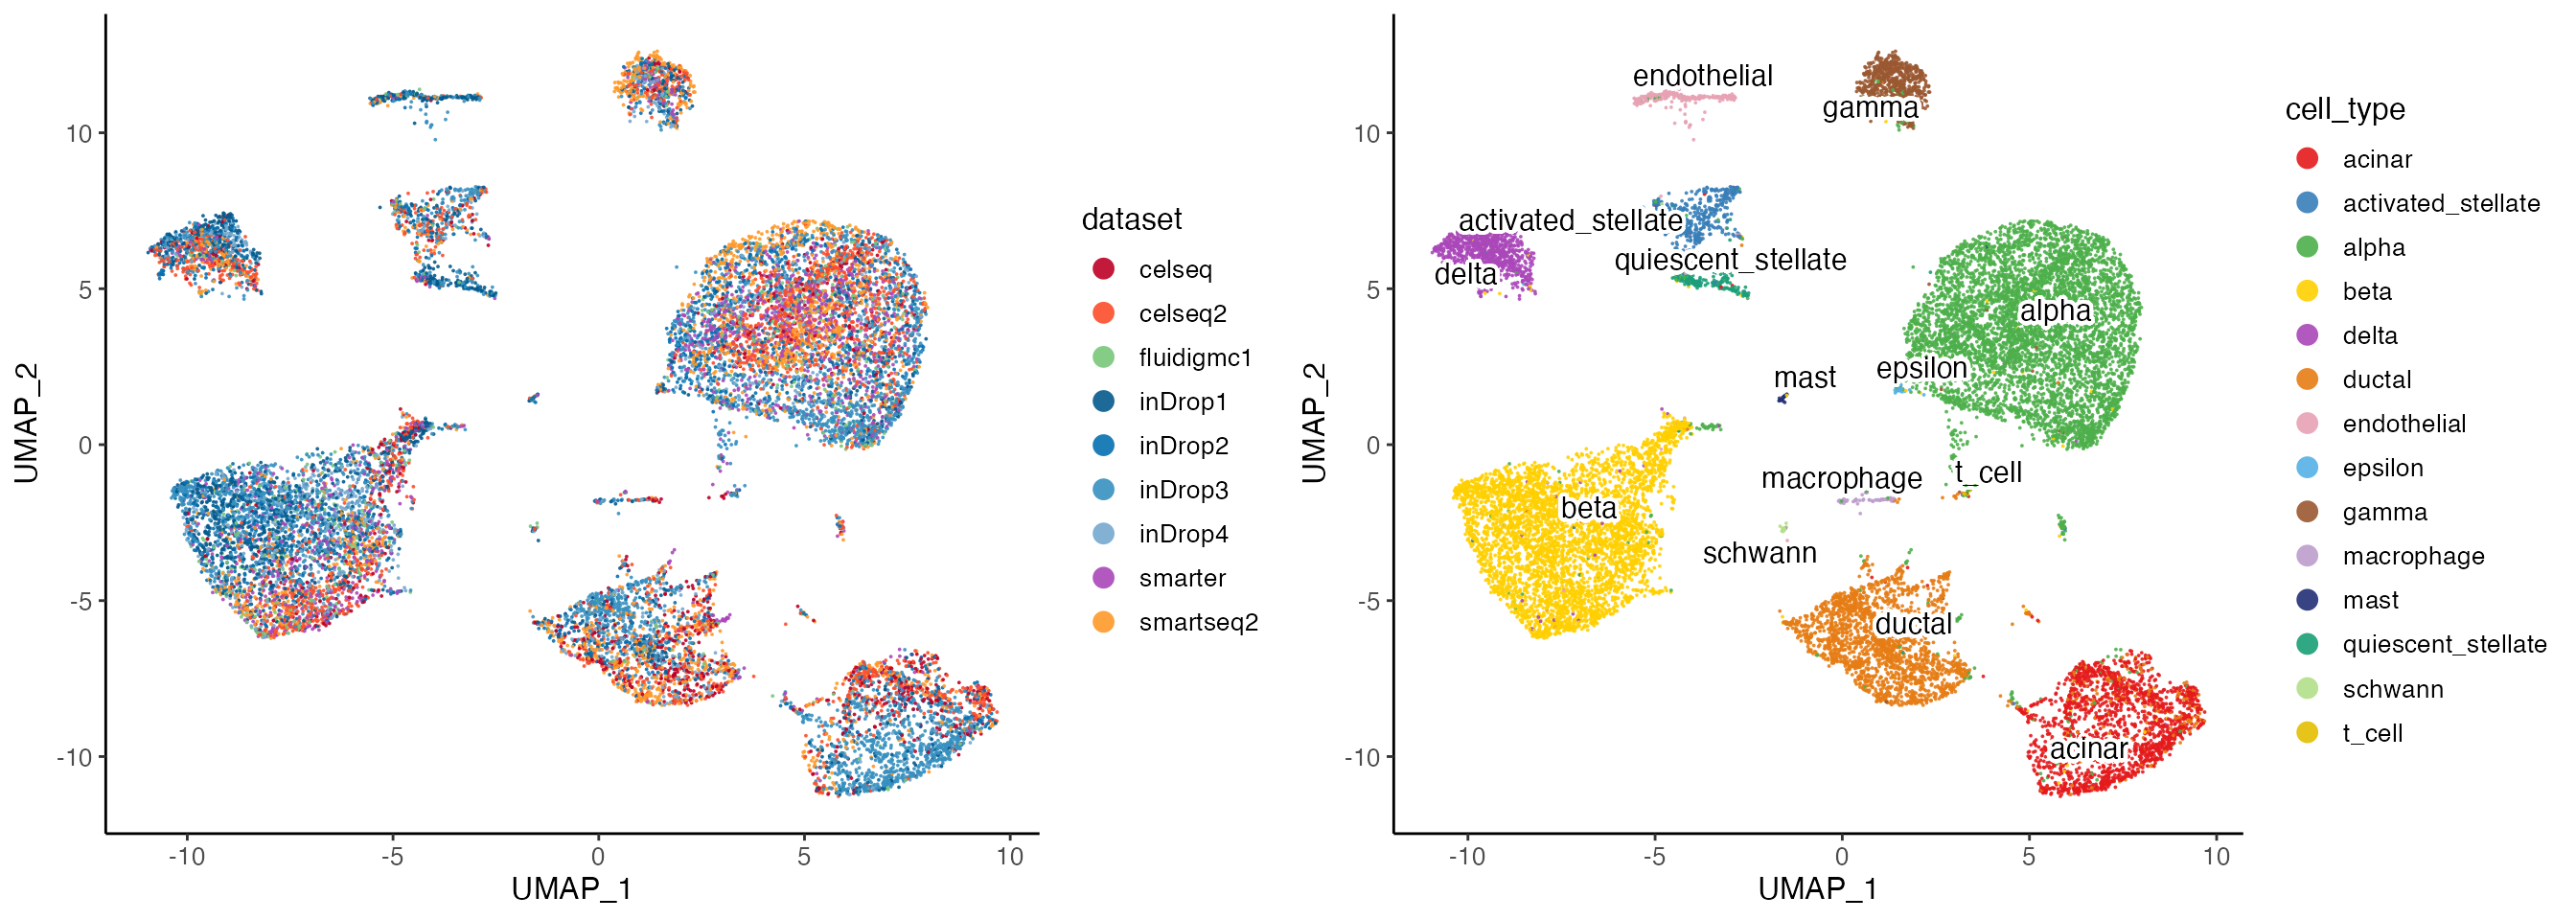 UMAP_2
10
5
0
-5
-10
-10
-5
0
5
10
UMAP_1
dataset
celseq
celseq2
fluidigmc1
inDrop1
inDrop2
inDrop3
inDrop4
smarter
smartseq2
UMAP_2
10
5
0
-5
-10
-10
-5
0
5
10
UMAP_1
endothelial
gamma
activated_stellate
delta
quiescent_stellate
alpha
epsilon
mast
macrophage
t_cell
beta
schwann
ductal
acinar
cell_type
acinar
activated_stellate
alpha
beta
delta
ductal
endothelial
epsilon
gamma
macrophage
mast
quiescent_stellate
schwann
t_cell